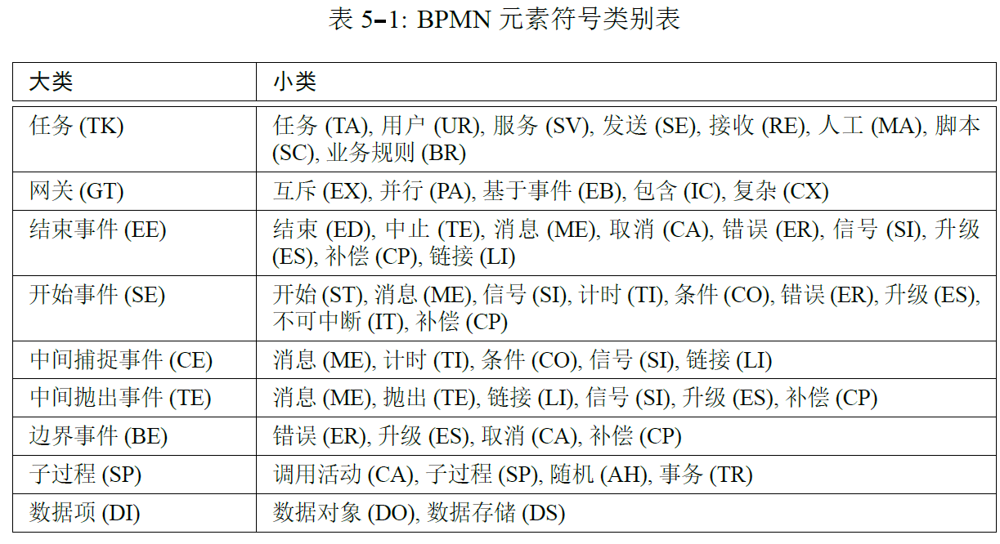 表 5-1: BPMN 元素符号类别表
大类 小类
任务 (TK) 任务 (TA), 用户 (UR), 服务 (SV), 发送 (SE), 接收 (RE), 人工 (MA), 脚本
(SC), 业务规则 (BR)
网关 (GT) 互斥 (EX), 并行 (PA), 基于事件 (EB), 包含 (IC), 复杂 (CX)
结束事件 (EE) 结束 (ED), 中止 (TE), 消息 (ME), 取消 (CA), 错误 (ER), 信号 (SI), 升级
(ES), 补偿 (CP), 链接 (LI)
开始事件 (SE) 开始 (ST), 消息 (ME), 信号 (SI), 计时 (TI), 条件 (CO), 错误 (ER), 升级 (ES),
不可中断 (IT), 补偿 (CP)
中间捕捉事件 (CE) 消息 (ME), 计时 (TI), 条件 (CO), 信号 (SI), 链接 (LI)
中间抛出事件 (TE) 消息 (ME), 抛出 (TE), 链接 (LI), 信号 (SI), 升级 (ES), 补偿 (CP)
边界事件 (BE) 错误 (ER), 升级 (ES), 取消 (CA), 补偿 (CP)
子过程 (SP) 调用活动 (CA), 子过程 (SP), 随机 (AH), 事务 (TR)
数据项 (DI) 数据对象 (DO), 数据存储 (DS)